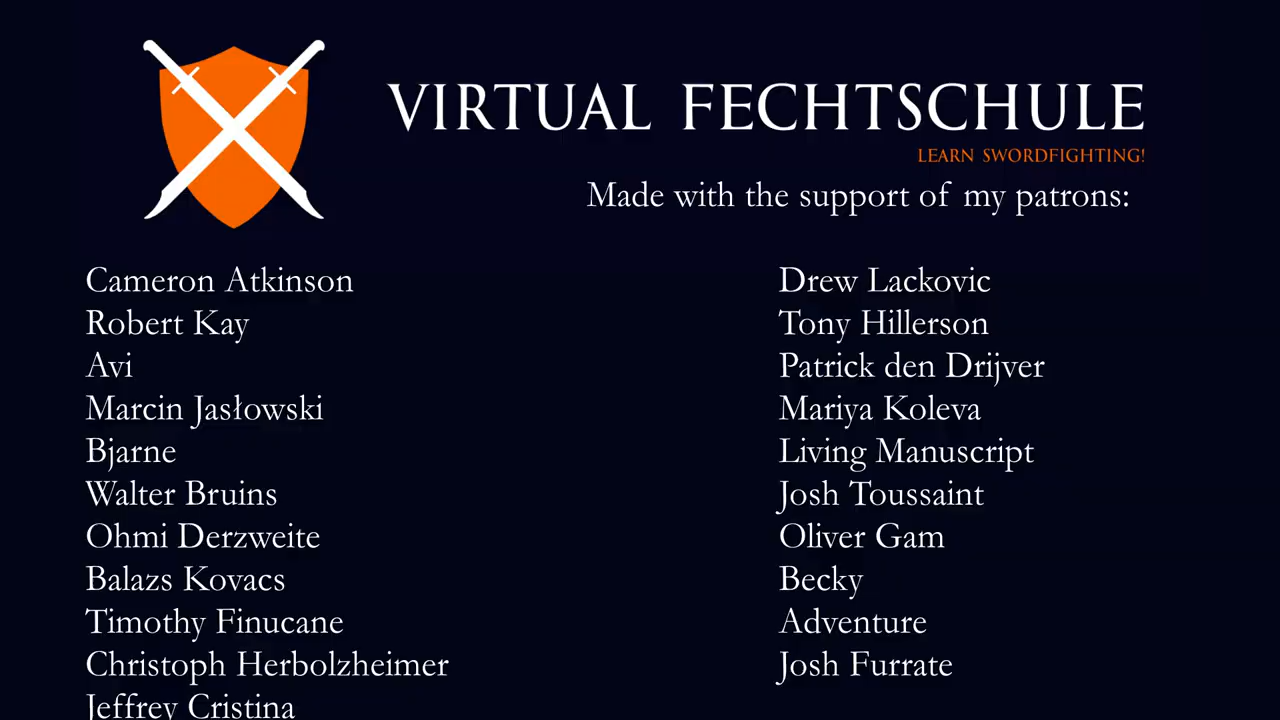 VIRTUAL FECHTSCHULE
LEARN SWORDFIGHTING!
Made with the support of my patrons:
Cameron Atkinson
Robert Kay
Avi
Marcin Jasłowski
Bjarne
Walter Bruins
Ohmi Derzweite
Balazs Kovacs
Timothy Finucane
Christoph Herbolzheimer
Jeffrey Cristina
Drew Lackovic
Tony Hillerson
Patrick den Drijver
Mariya Koleva
Living Manuscript
Josh Toussaint
Oliver Gam
Becky
Adventure
Josh Furrate